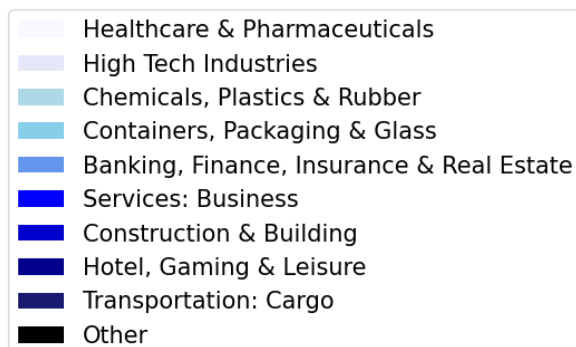 Healthcare & Pharmaceuticals
High Tech Industries
Chemicals, Plastics & Rubber
Containers, Packaging & Glass
Banking, Finance, Insurance & Real Estate
Services: Business
Construction & Building
Hotel, Gaming & Leisure
Transportation: Cargo
Other